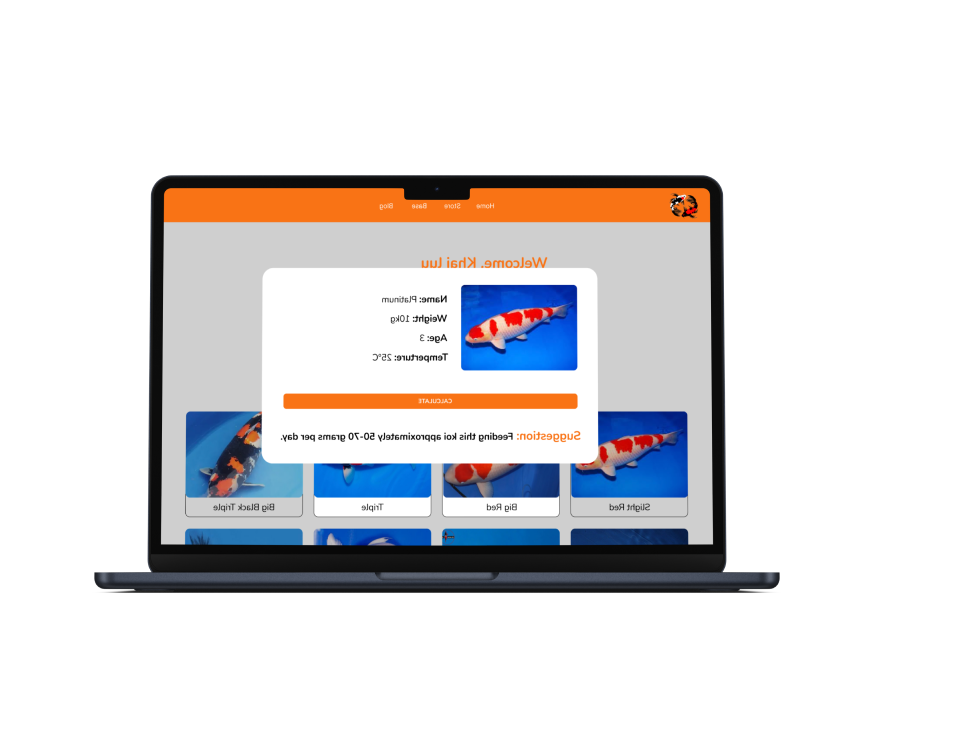 Home Store Base Blog
Welcome, Khai Luu
Name: Platinum
Weight: 10kg
Age: 3
Temperture: 25°C
CALCULATE
Suggestion: Feeding this koi approximately 50-70 grams per day.
Slight Red Big Red Triple Big Black Triple